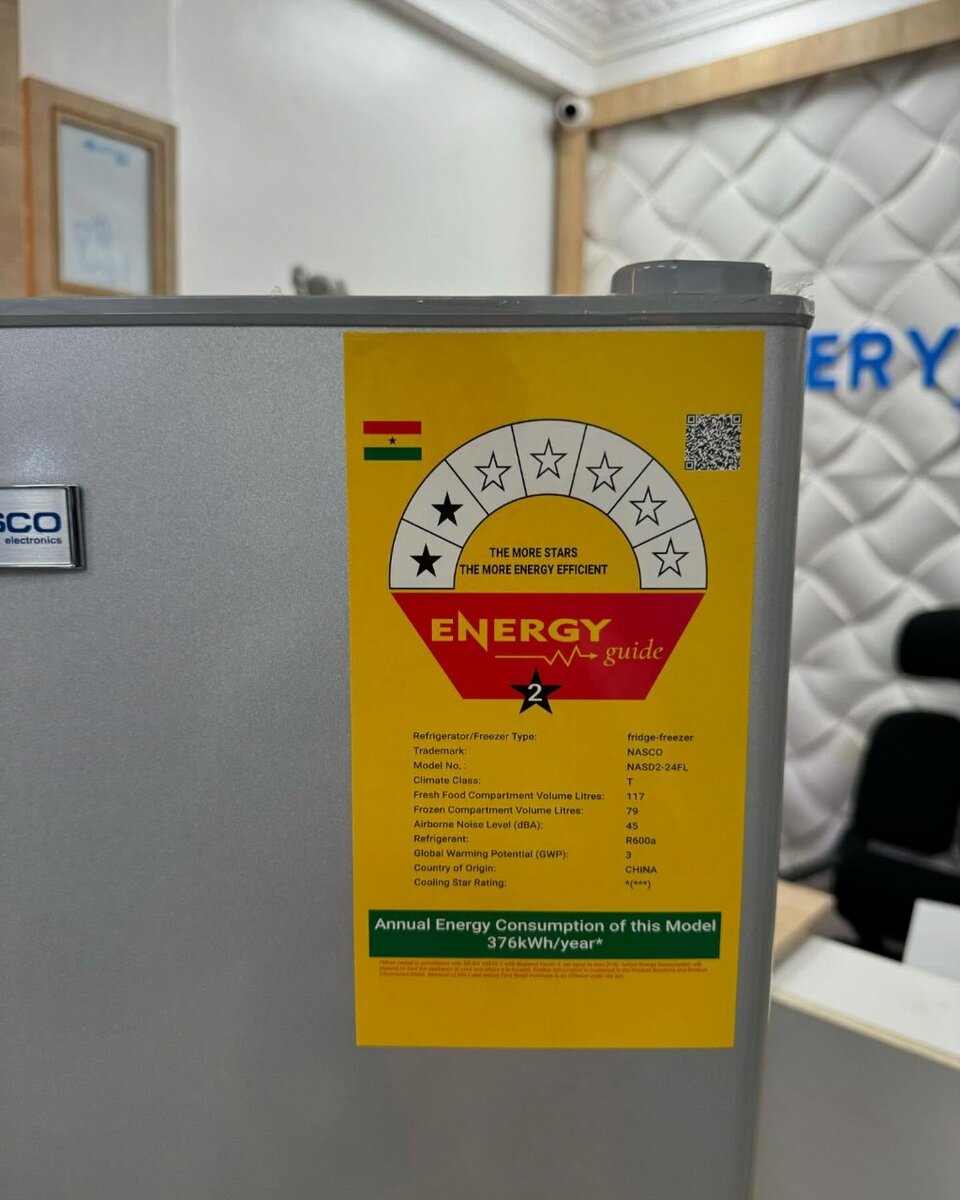 ERY
SCO
electronics
THE MORE STARS
THE MORE ENERGY EFFICIENT
ENERGY
guide
2
Refrigerator/Freezer Type: fridge-freezer
Trademark: NASCO
Model No, : NASD2-24FL
Climate Class: T
Fresh Food Compartment Volume Litres: 117
Frozen Compartment Volume Litres: 79
Airborne Noise Level (dBA): 45
Refrigerant: R600a
Global Warming Potential (GWP): 3
Country of Origin: CHINA
Cooling Star Rating: *(***)
Annual Energy Consumption of this Model
376kWh/year*